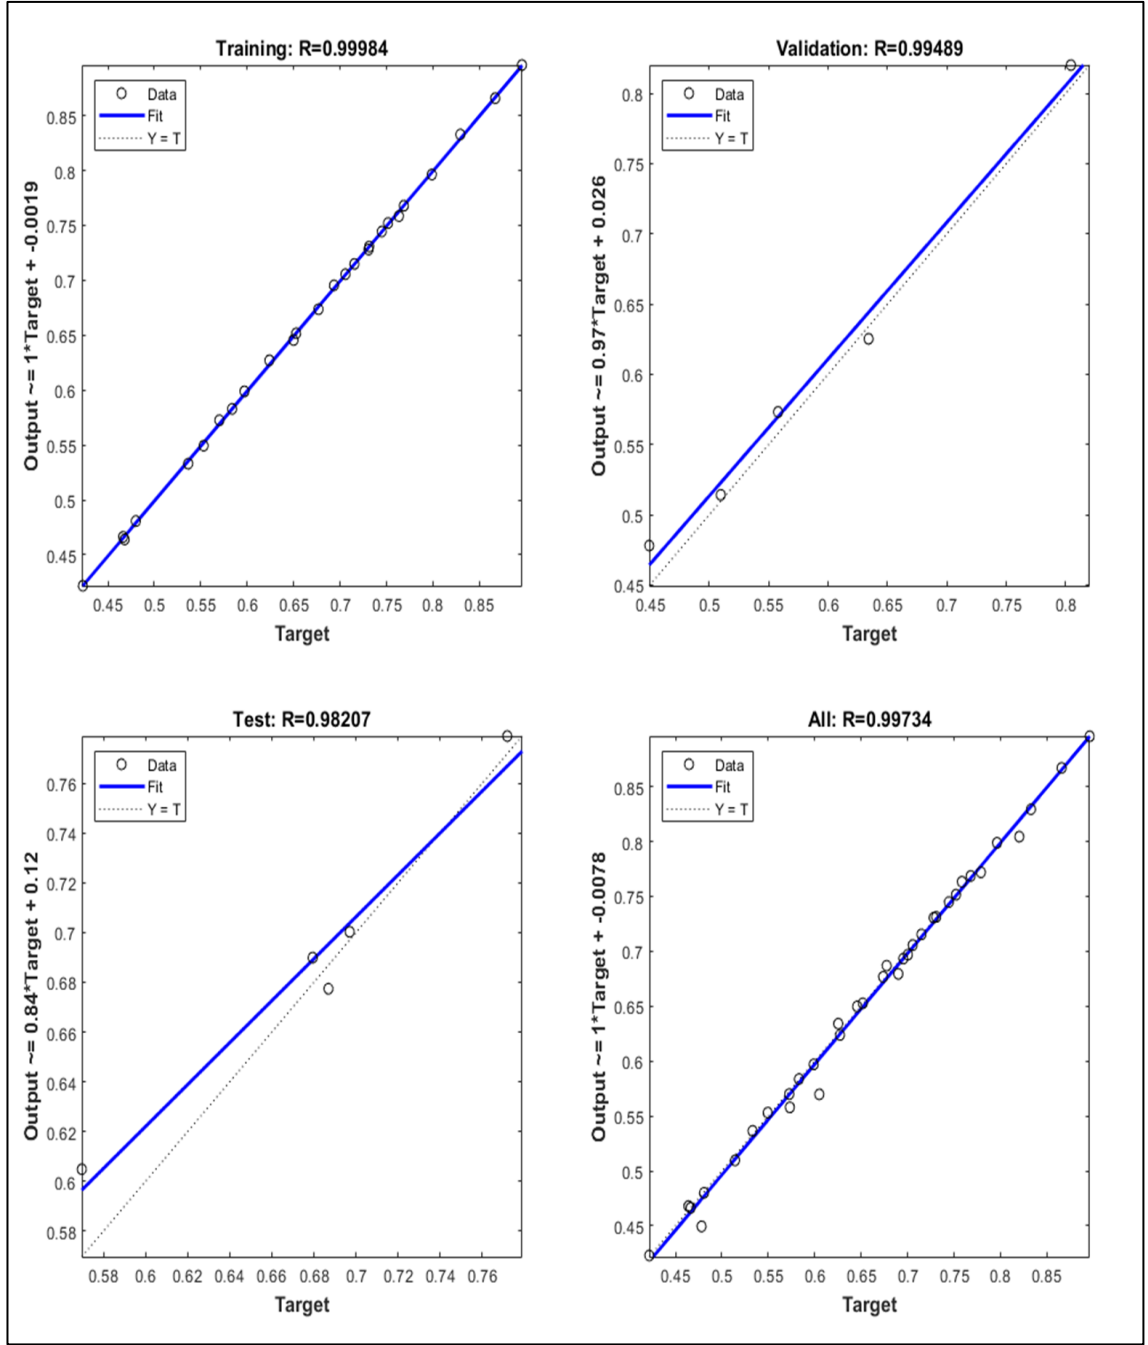 Training: R=0.99984
Data
Fit
Y = T
Output ~= 1*Target + -0.0019
0.85
0.8
0.75
0.7
0.65
0.6
0.55
0.5
0.45
0.45 0.5 0.55 0.6 0.65 0.7 0.75 0.8 0.85
Target
Validation: R=0.99489
Data
Fit
Y = T
Output ~= 0.97*Target + 0.026
0.8
0.75
0.7
0.65
0.6
0.55
0.5
0.45
0.45 0.5 0.55 0.6 0.65 0.7 0.75 0.8
Target
Test: R=0.98207
Data
Fit
Y = T
Output ~= 0.84*Target + 0.12
0.76
0.74
0.72
0.7
0.68
0.66
0.64
0.62
0.6
0.58
0.58 0.6 0.62 0.64 0.66 0.68 0.7 0.72 0.74 0.76
Target
All: R=0.99734
Data
Fit
Y = T
Output ~= 1*Target + -0.0078
0.85
0.8
0.75
0.7
0.65
0.6
0.55
0.5
0.45
0.45 0.5 0.55 0.6 0.65 0.7 0.75 0.8 0.85
Target